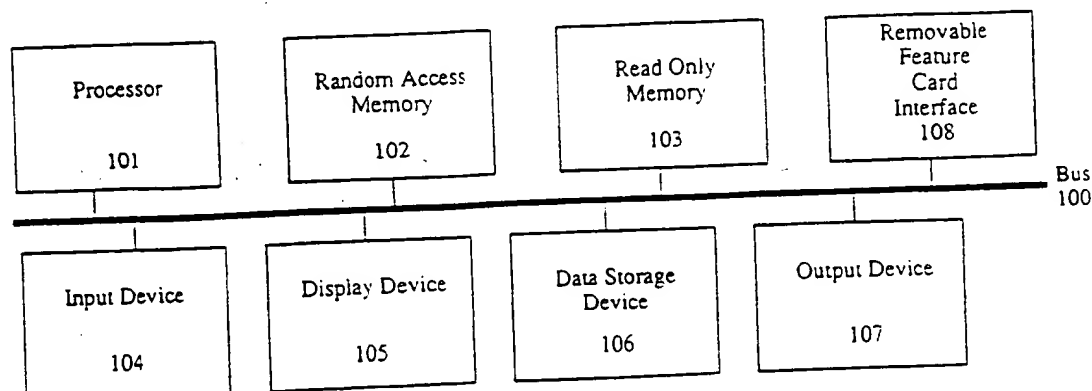 Processor
101
Random Access
Memory
102
Read Only
Memory
103
Removable
Feature
Card
Interface
108
Bus
100
Input Device
104
Display Device
105
Data Storage
Device
106
Output Device
107